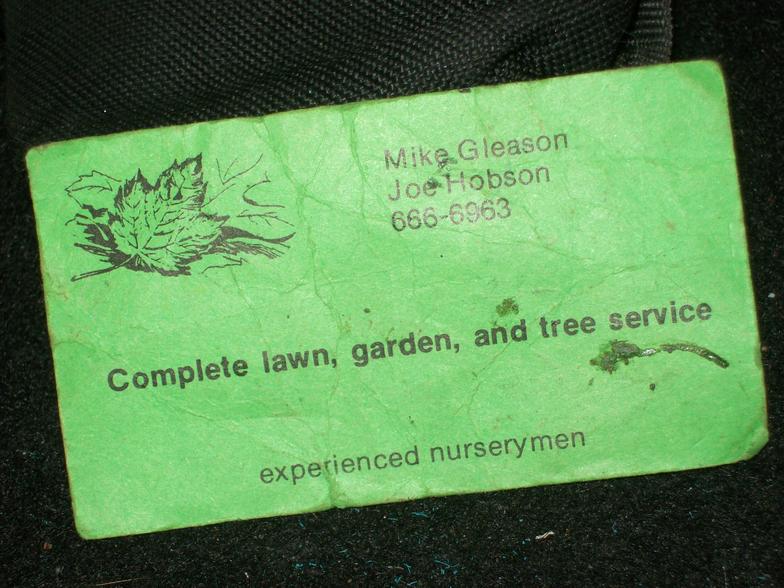 Mike Gleason
Joe Hobson
666-6963
Complete lawn, garden, and tree service
experienced nurserymen